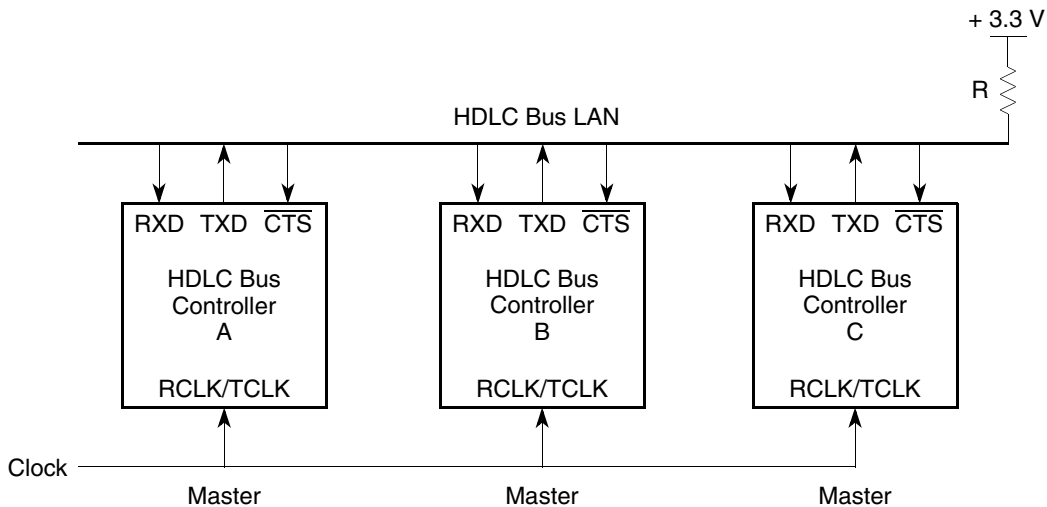 + 3.3 V
R
HDLC Bus LAN
RXD TXD CTS
HDLC Bus
Controller
A
RCLK/TCLK
RXD TXD CTS
HDLC Bus
Controller
B
RCLK/TCLK
RXD TXD CTS
HDLC Bus
Controller
C
RCLK/TCLK
Clock
Master
Master
Master